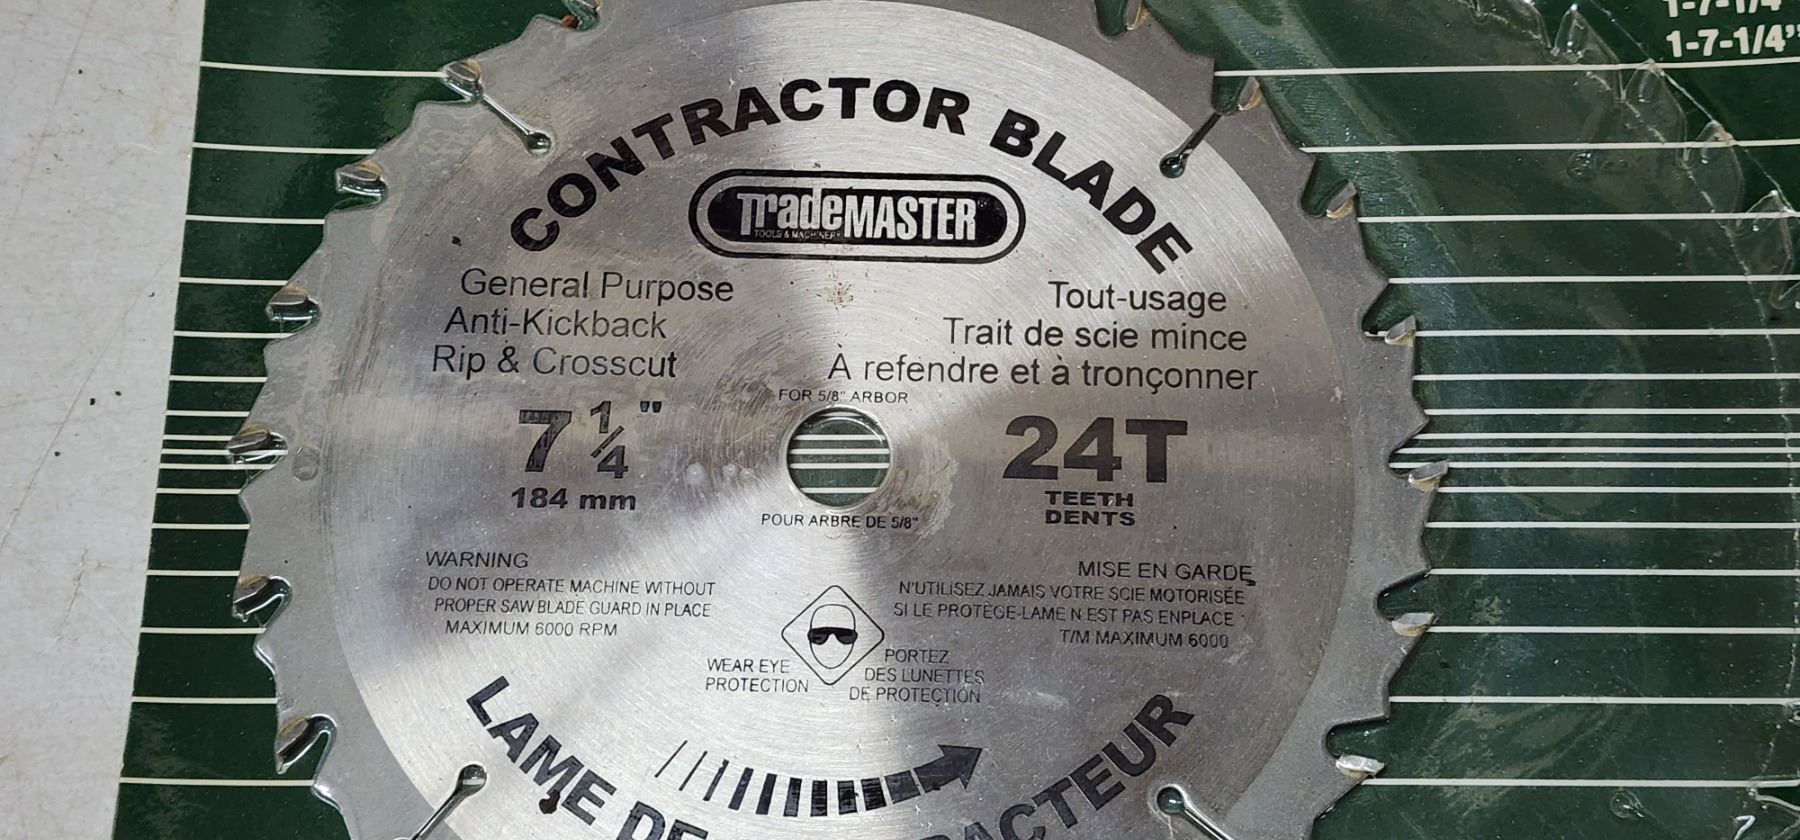 1-7-1/4"
1-7-1/4"
CONTRACTOR BLADE
TradeMASTER
TOOLS & MACHINERY
General Purpose
Anti-Kickback
Rip & Crosscut
Tout-usage
Trait de scie mince
À refendre et à tronçonner
FOR 5/8" ARBOR
7 1/4"
184 mm
24T
TEETH
DENTS
POUR ARBRE DE 5/8"
WARNING
DO NOT OPERATE MACHINE WITHOUT
PROPER SAW BLADE GUARD IN PLACE
MAXIMUM 6000 RPM
MISE EN GARDE
N'UTILISEZ JAMAIS VOTRE SCIE MOTORISÉE
SI LE PROTÈGE-LAME N EST PAS ENPLACE
T/M MAXIMUM 6000
WEAR EYE
PROTECTION
PORTEZ
DES LUNETTES
DE PROTECTION
LAME DE